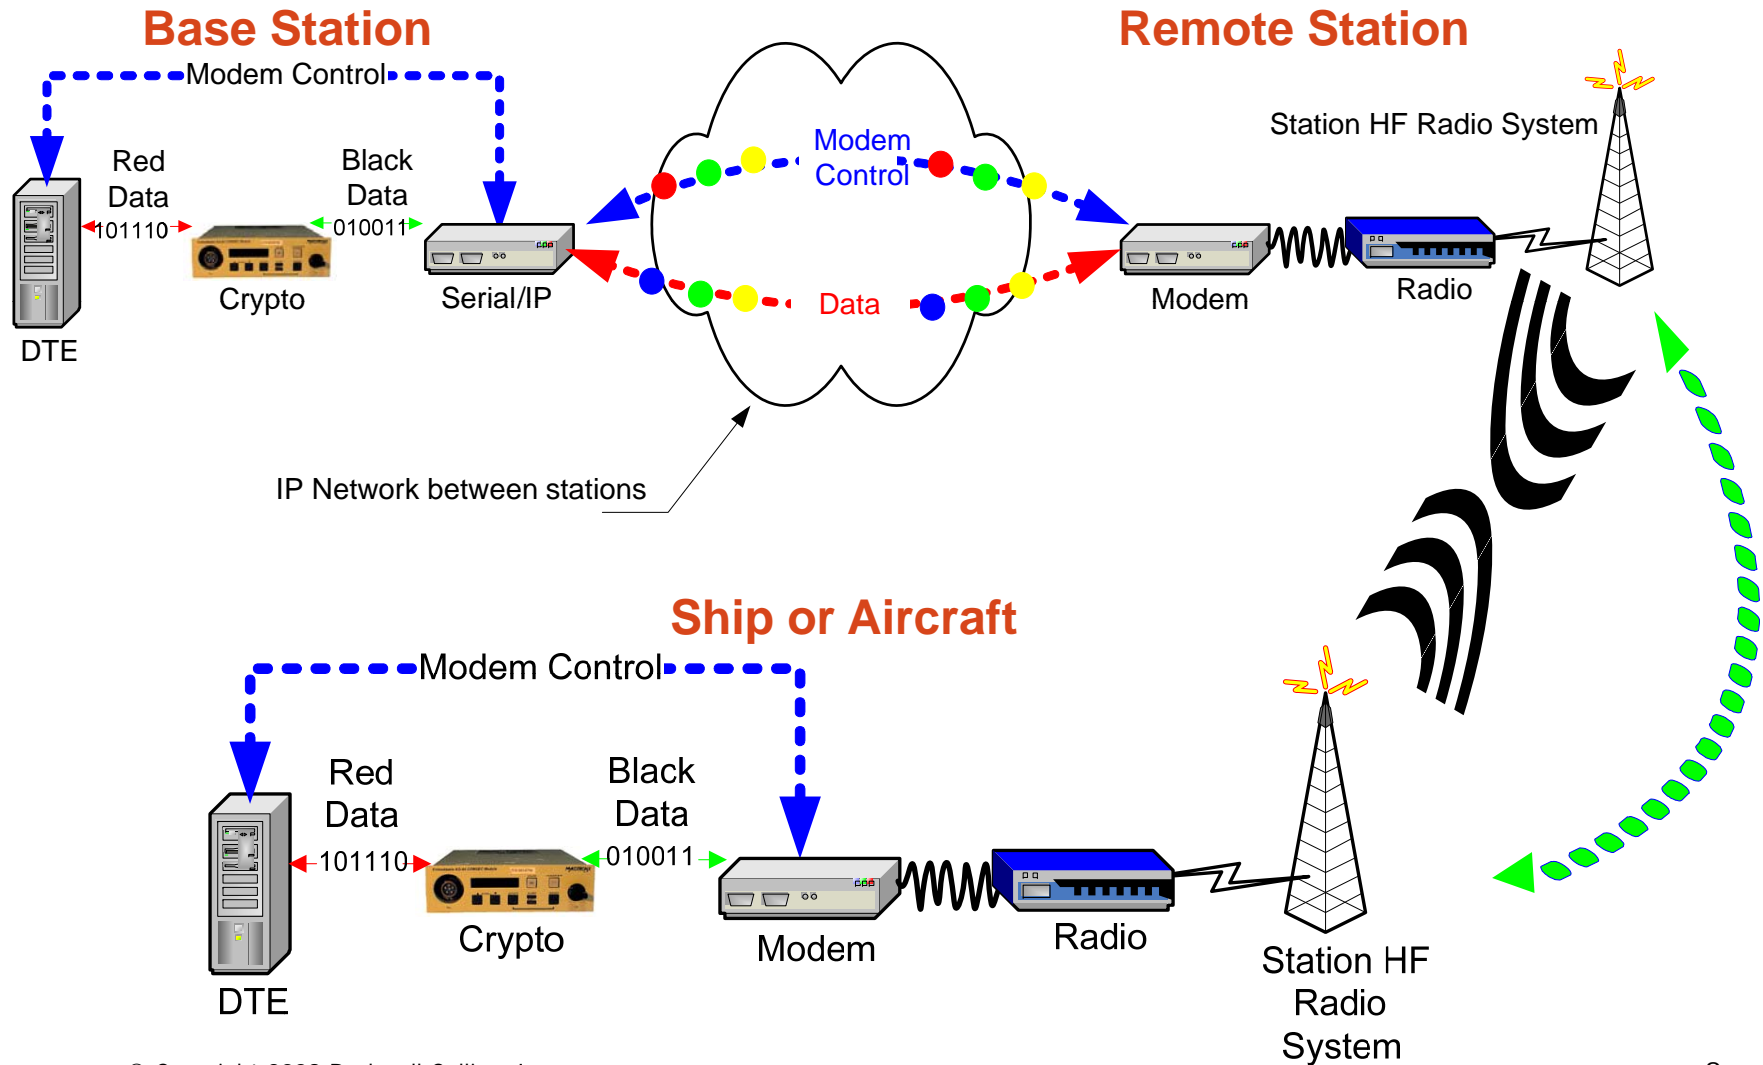 Base Station
Remote Station
Modem Control
Station HF Radio System
Red
Data
101110
Black
Data
010011
Modem
Control
Data
Crypto
Serial/IP
Modem
Radio
DTE
IP Network between stations
Ship or Aircraft
Modem Control
Red
Data
101110
Black
Data
010011
Crypto
Modem
Radio
DTE
Station HF
Radio
System